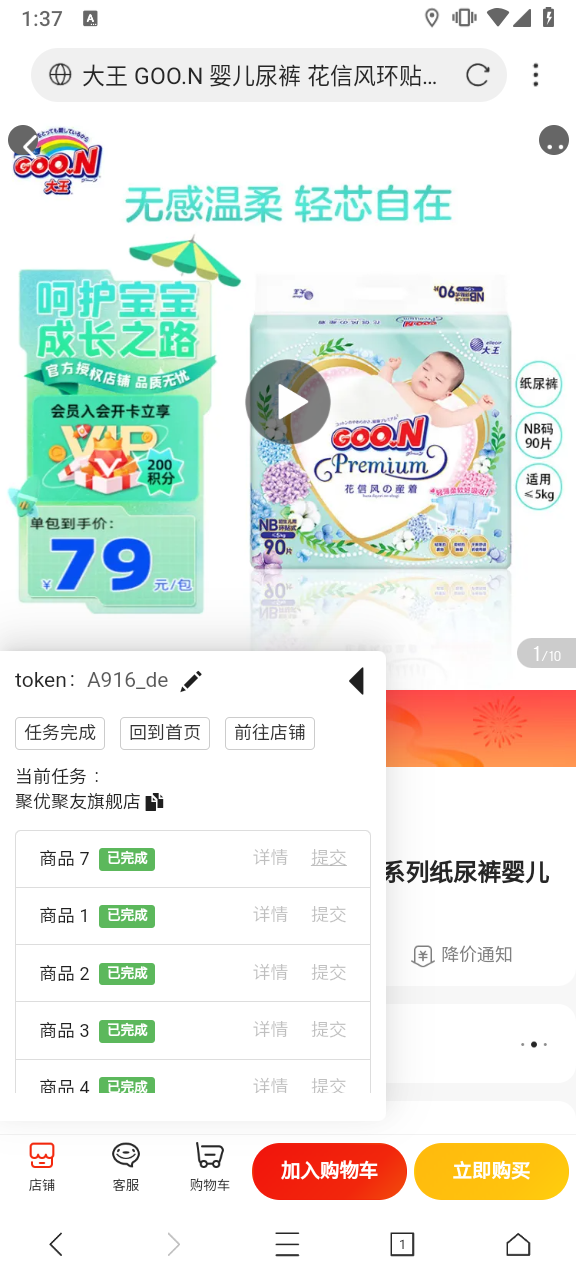 1:37
A
大王 GOO.N 婴儿尿裤 花信风环贴...
GOO.N
大王
无感温柔 轻芯自在
呵护宝宝
成长之路
官方授权店铺 品质无忧
会员入会开卡立享
VIP
200
积分
单包到手价:
¥79元/包
大王
纸尿裤
NB码
90片
适用
≤5kg
GOO.N
Premium
花信风の産着
NB
90片
1/10
token: A916_de
任务完成
回到首页
前往店铺
当前任务 :
聚优聚友旗舰店
商品 7 已完成 详情 提交
商品 1 已完成 详情 提交
商品 2 已完成 详情 提交
商品 3 已完成 详情 提交
商品 4 已完成 详情 提交
系列纸尿裤婴儿
降价通知
店铺
客服
购物车
加入购物车
立即购买
1